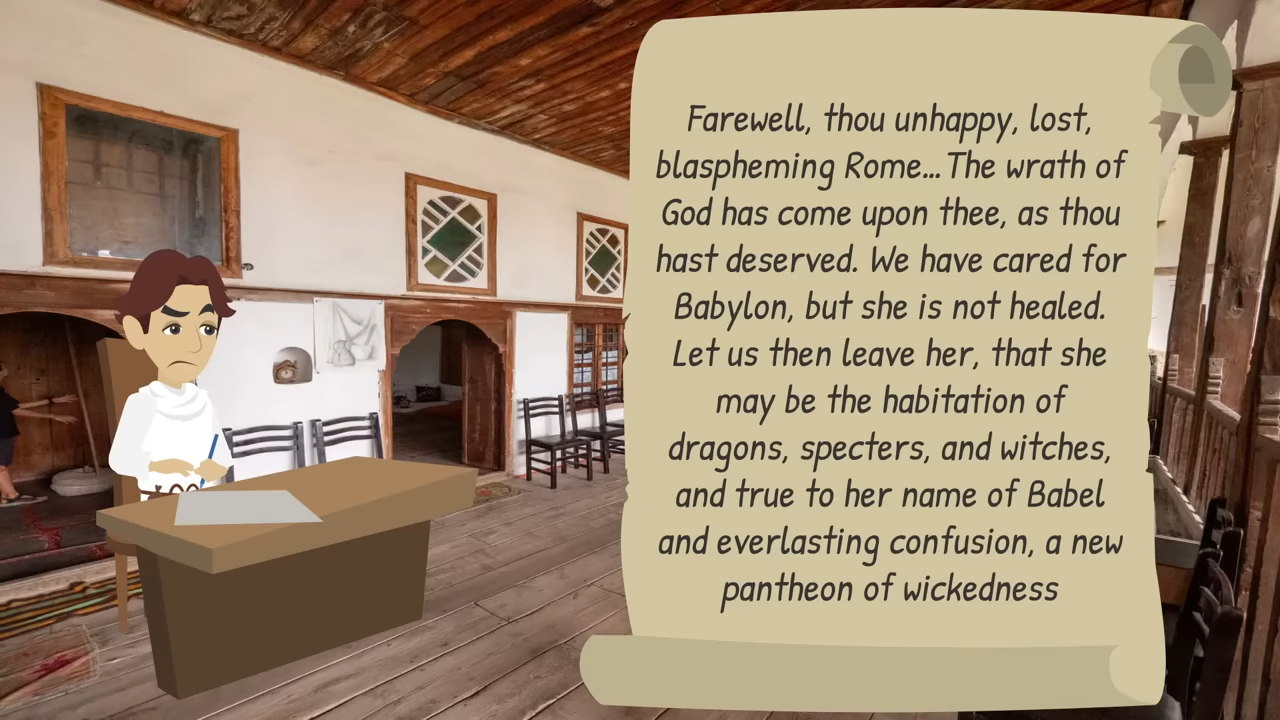 Farewell, thou unhappy, lost,
blaspheming Rome... The wrath of
God has come upon thee, as thou
hast deserved. We have cared for
Babylon, but she is not healed.
Let us then leave her, that she
may be the habitation of
dragons, specters, and witches,
and true to her name of Babel
and everlasting confusion, a new
pantheon of wickedness